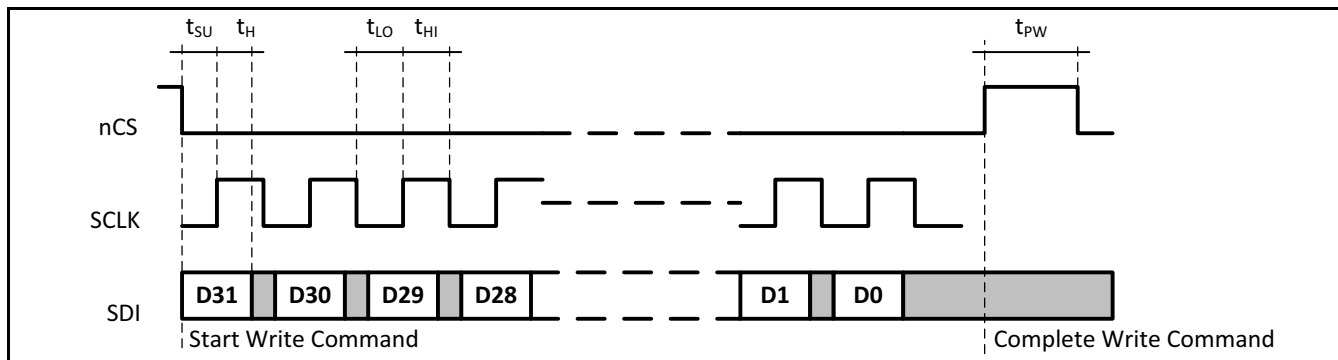 tSU tH tLO tHI tPW
nCS
SCLK
SDI D31 D30 D29 D28 D1 D0
Start Write Command Complete Write Command